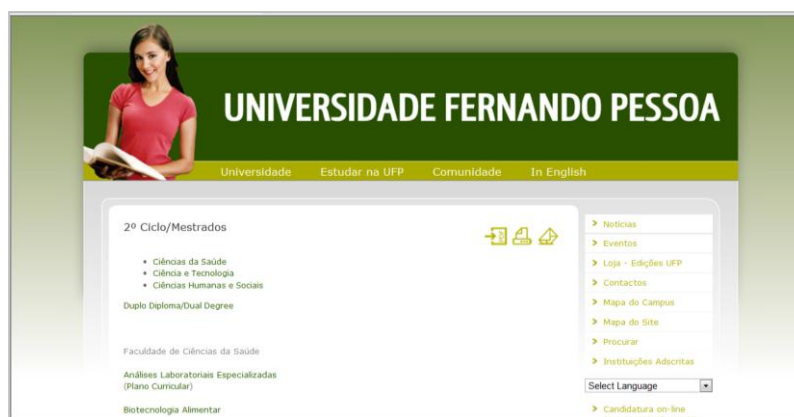 UNIVERSIDADE FERNANDO PESSOA
Universidade Estudar na UFP Comunidade In English
2º Ciclo/Mestrados
Ciências da Saúde
Ciência e Tecnologia
Ciências Humanas e Sociais
Duplo Diploma/Dual Degree
Faculdade de Ciências da Saúde
Análises Laboratoriais Especializadas
(Plano Curricular)
Biotecnologia Alimentar
Notícias
Eventos
Loja - Edições UFP
Contactos
Mapa do Campus
Mapa do Site
Procurar
Instituições Adscritas
Select Language
Candidatura on-line